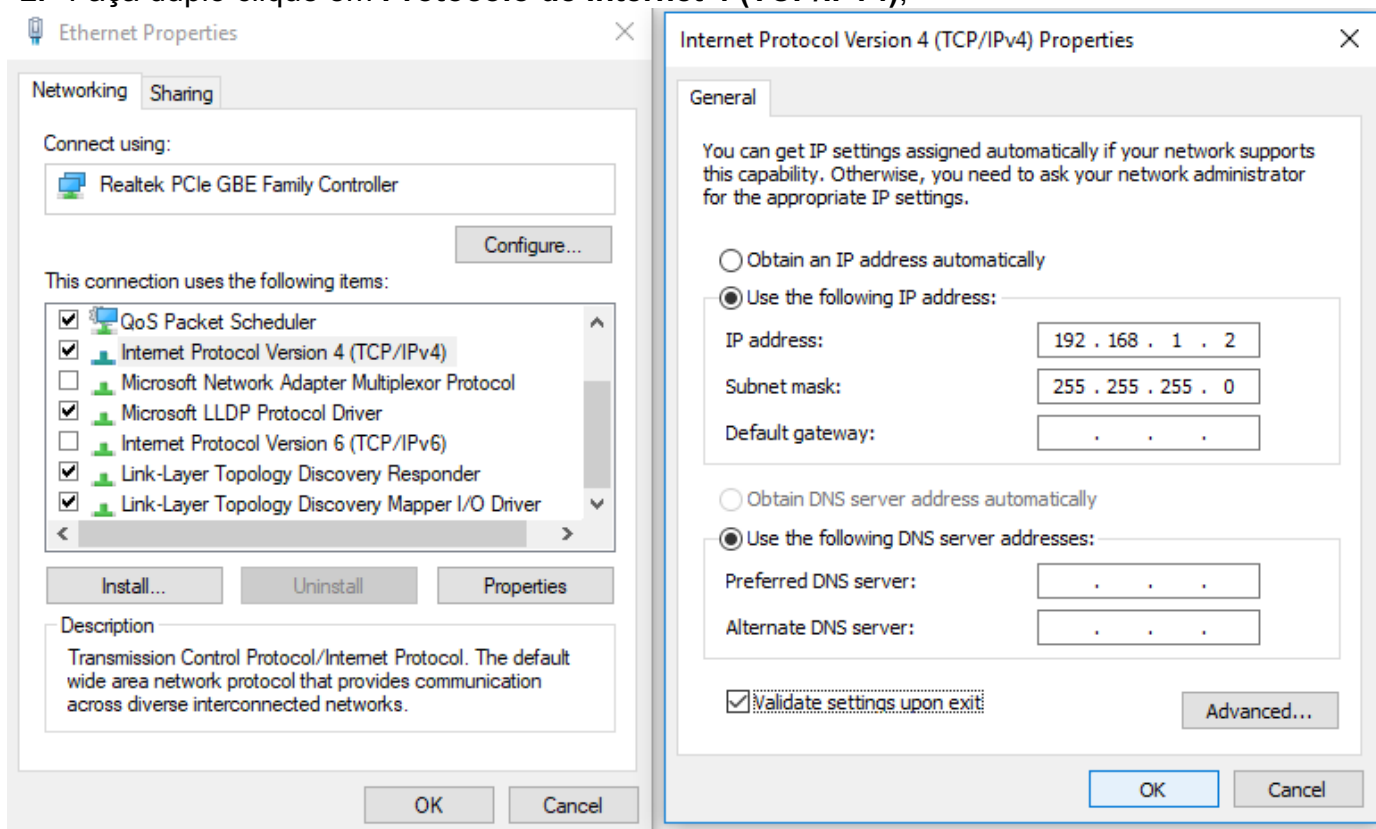 Ethernet Properties
Networking
Sharing
Connect using:
Realtek PCIe GBE Family Controller
Configure...
This connection uses the following items:
QoS Packet Scheduler
Internet Protocol Version 4 (TCP/IPv4)
Microsoft Network Adapter Multiplexor Protocol
Microsoft LLDP Protocol Driver
Internet Protocol Version 6 (TCP/IPv6)
Link-Layer Topology Discovery Responder
Link-Layer Topology Discovery Mapper I/O Driver
Install...
Uninstall
Properties
Description
Transmission Control Protocol/Internet Protocol. The default
wide area network protocol that provides communication
across diverse interconnected networks.
OK
Cancel
Internet Protocol Version 4 (TCP/IPv4) Properties
General
You can get IP settings assigned automatically if your network supports
this capability. Otherwise, you need to ask your network administrator
for the appropriate IP settings.
Obtain an IP address automatically
Use the following IP address:
IP address:
192 . 168 . 1 . 2
Subnet mask:
255 . 255 . 255 . 0
Default gateway:
. . .
Obtain DNS server address automatically
Use the following DNS server addresses:
Preferred DNS server:
. . .
Alternate DNS server:
. . .
Validate settings upon exit
Advanced...
OK
Cancel